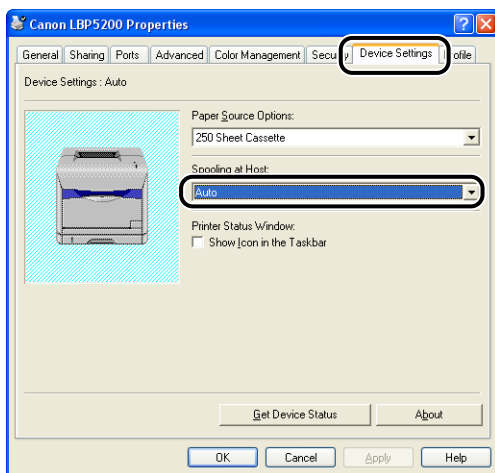 Canon LBP5200 Properties
General Sharing Ports Advanced Color Management Device Settings
Device Settings : Auto
Paper Source Options:
250 Sheet Cassette
Spooling at Host:
Auto
Printer Status Window:
Show Icon in the Taskbar
Get Device Status About
OK Cancel Apply Help